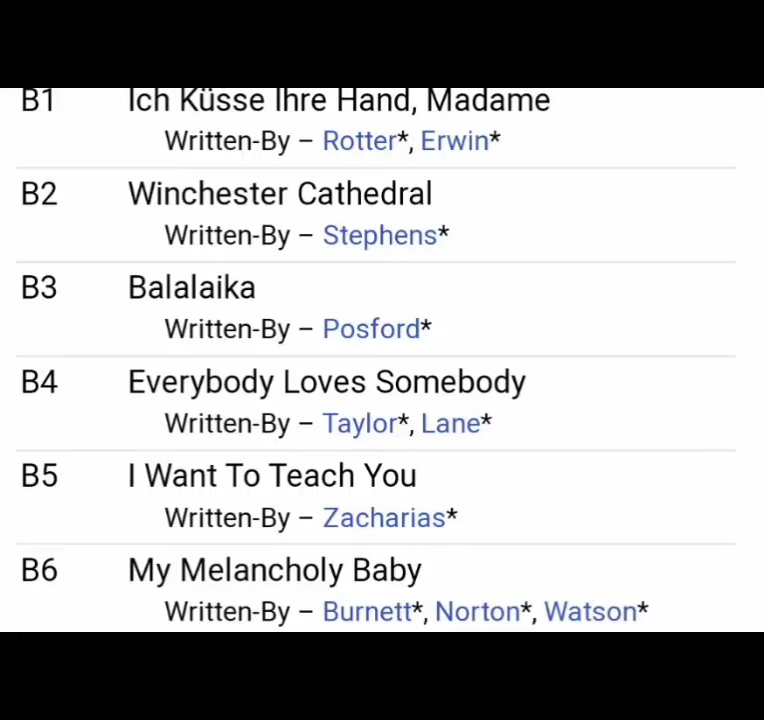 B1 Ich Küsse Ihre Hand, Madame
Written-By – Rotter*, Erwin*
B2 Winchester Cathedral
Written-By – Stephens*
B3 Balalaika
Written-By – Posford*
B4 Everybody Loves Somebody
Written-By – Taylor*, Lane*
B5 I Want To Teach You
Written-By – Zacharias*
B6 My Melancholy Baby
Written-By – Burnett*, Norton*, Watson*